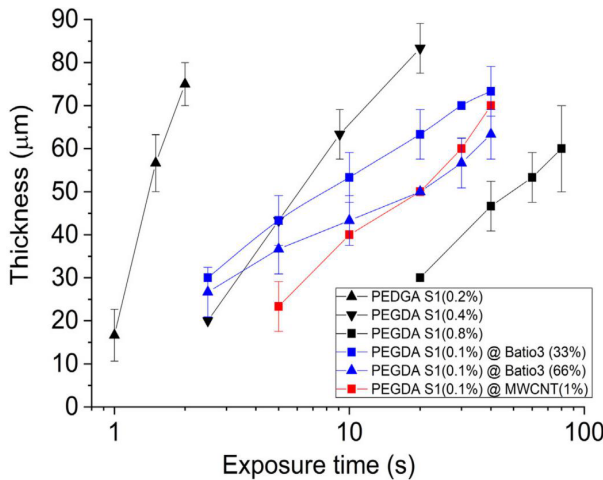 90
80
70
60
50
40
30
20
10
0
Thickness (μm)
PEDGA S1(0.2%)
PEGDA S1(0.4%)
PEGDA S1(0.8%)
PEGDA S1(0.1%) @ Batio3 (33%)
PEGDA S1(0.1%) @ Batio3 (66%)
PEGDA S1(0.1%) @ MWCNT(1%)
1
10
100
Exposure time (s)